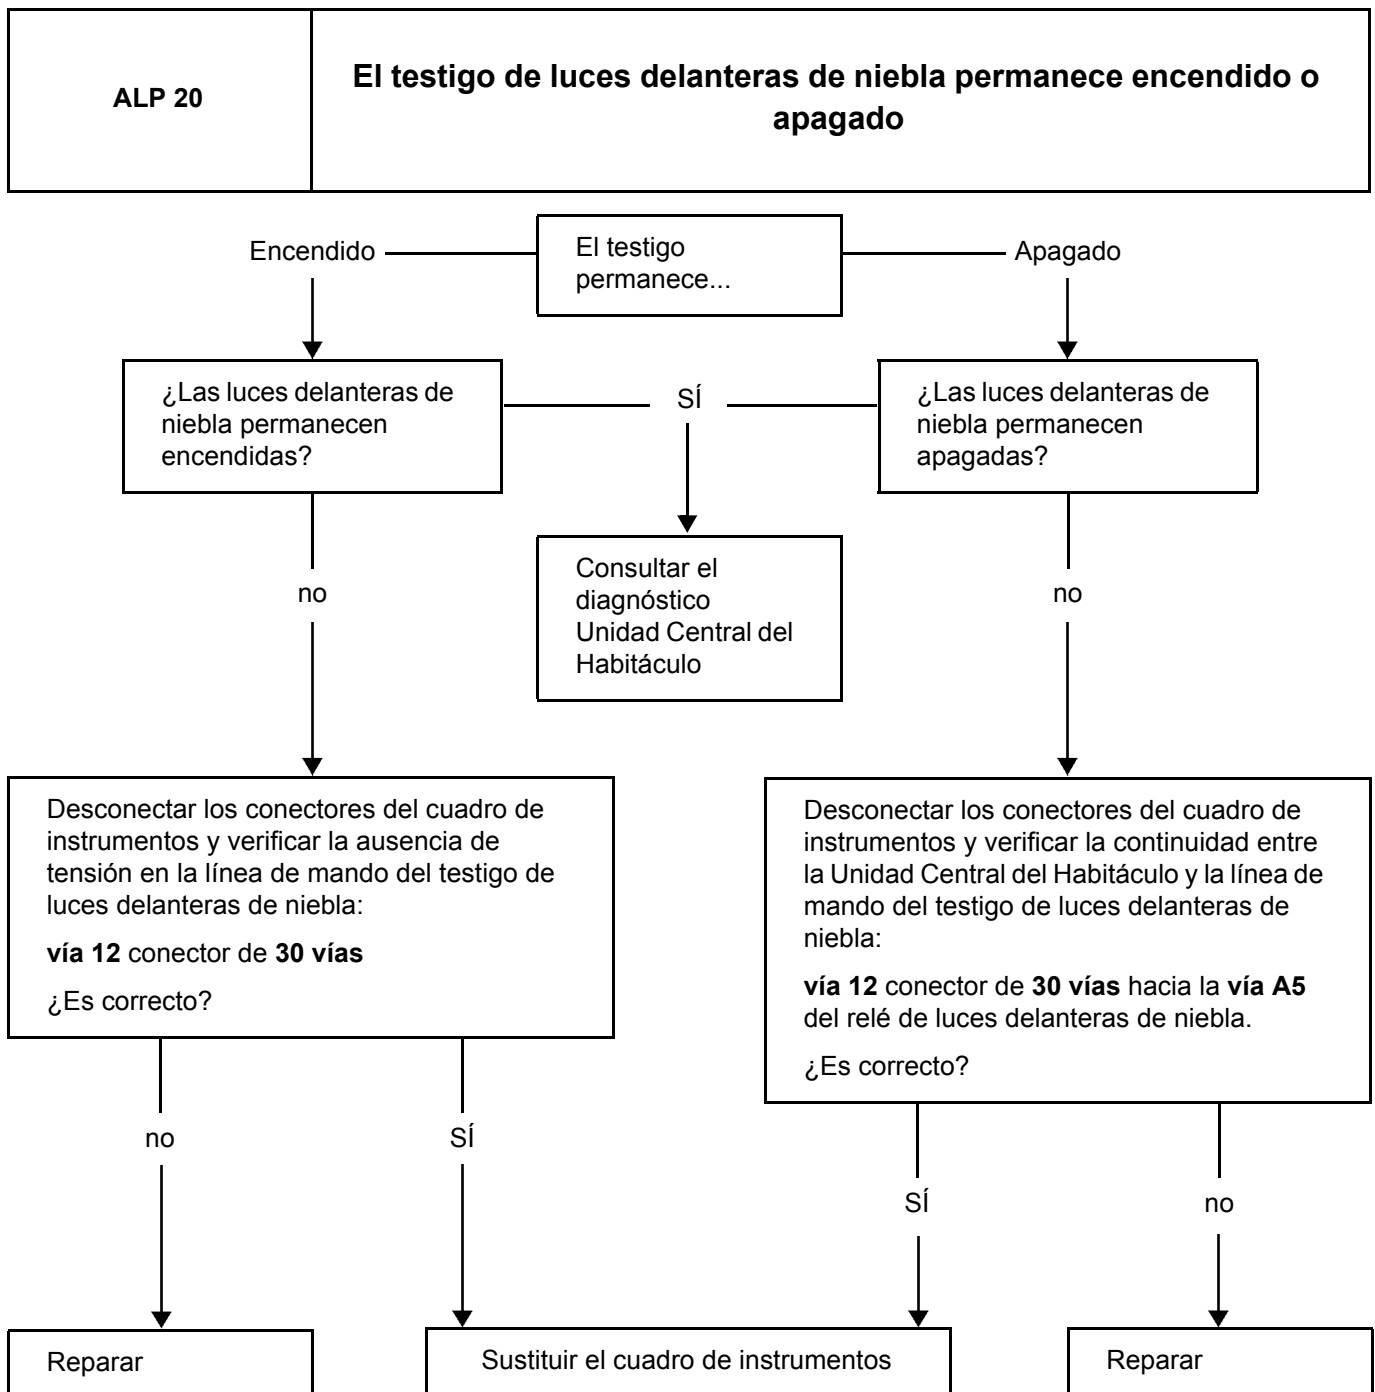 ALP 20
El testigo de luces delanteras de niebla permanece encendido o
apagado
Encendido
El testigo
permanece...
Apagado
¿Las luces delanteras de
niebla permanecen
encendidas?
SÍ
¿Las luces delanteras de
niebla permanecen
apagadas?
no
Consultar el
diagnóstico
Unidad Central del
Habitáculo
no
Desconectar los conectores del cuadro de
instrumentos y verificar la ausencia de
tensión en la línea de mando del testigo de
luces delanteras de niebla:
vía 12 conector de 30 vías
¿Es correcto?
Desconectar los conectores del cuadro de
instrumentos y verificar la continuidad entre
la Unidad Central del Habitáculo y la línea de
mando del testigo de luces delanteras de
niebla:
vía 12 conector de 30 vías hacia la vía A5
del relé de luces delanteras de niebla.
¿Es correcto?
no
SÍ
SÍ
no
Reparar
Sustituir el cuadro de instrumentos
Reparar